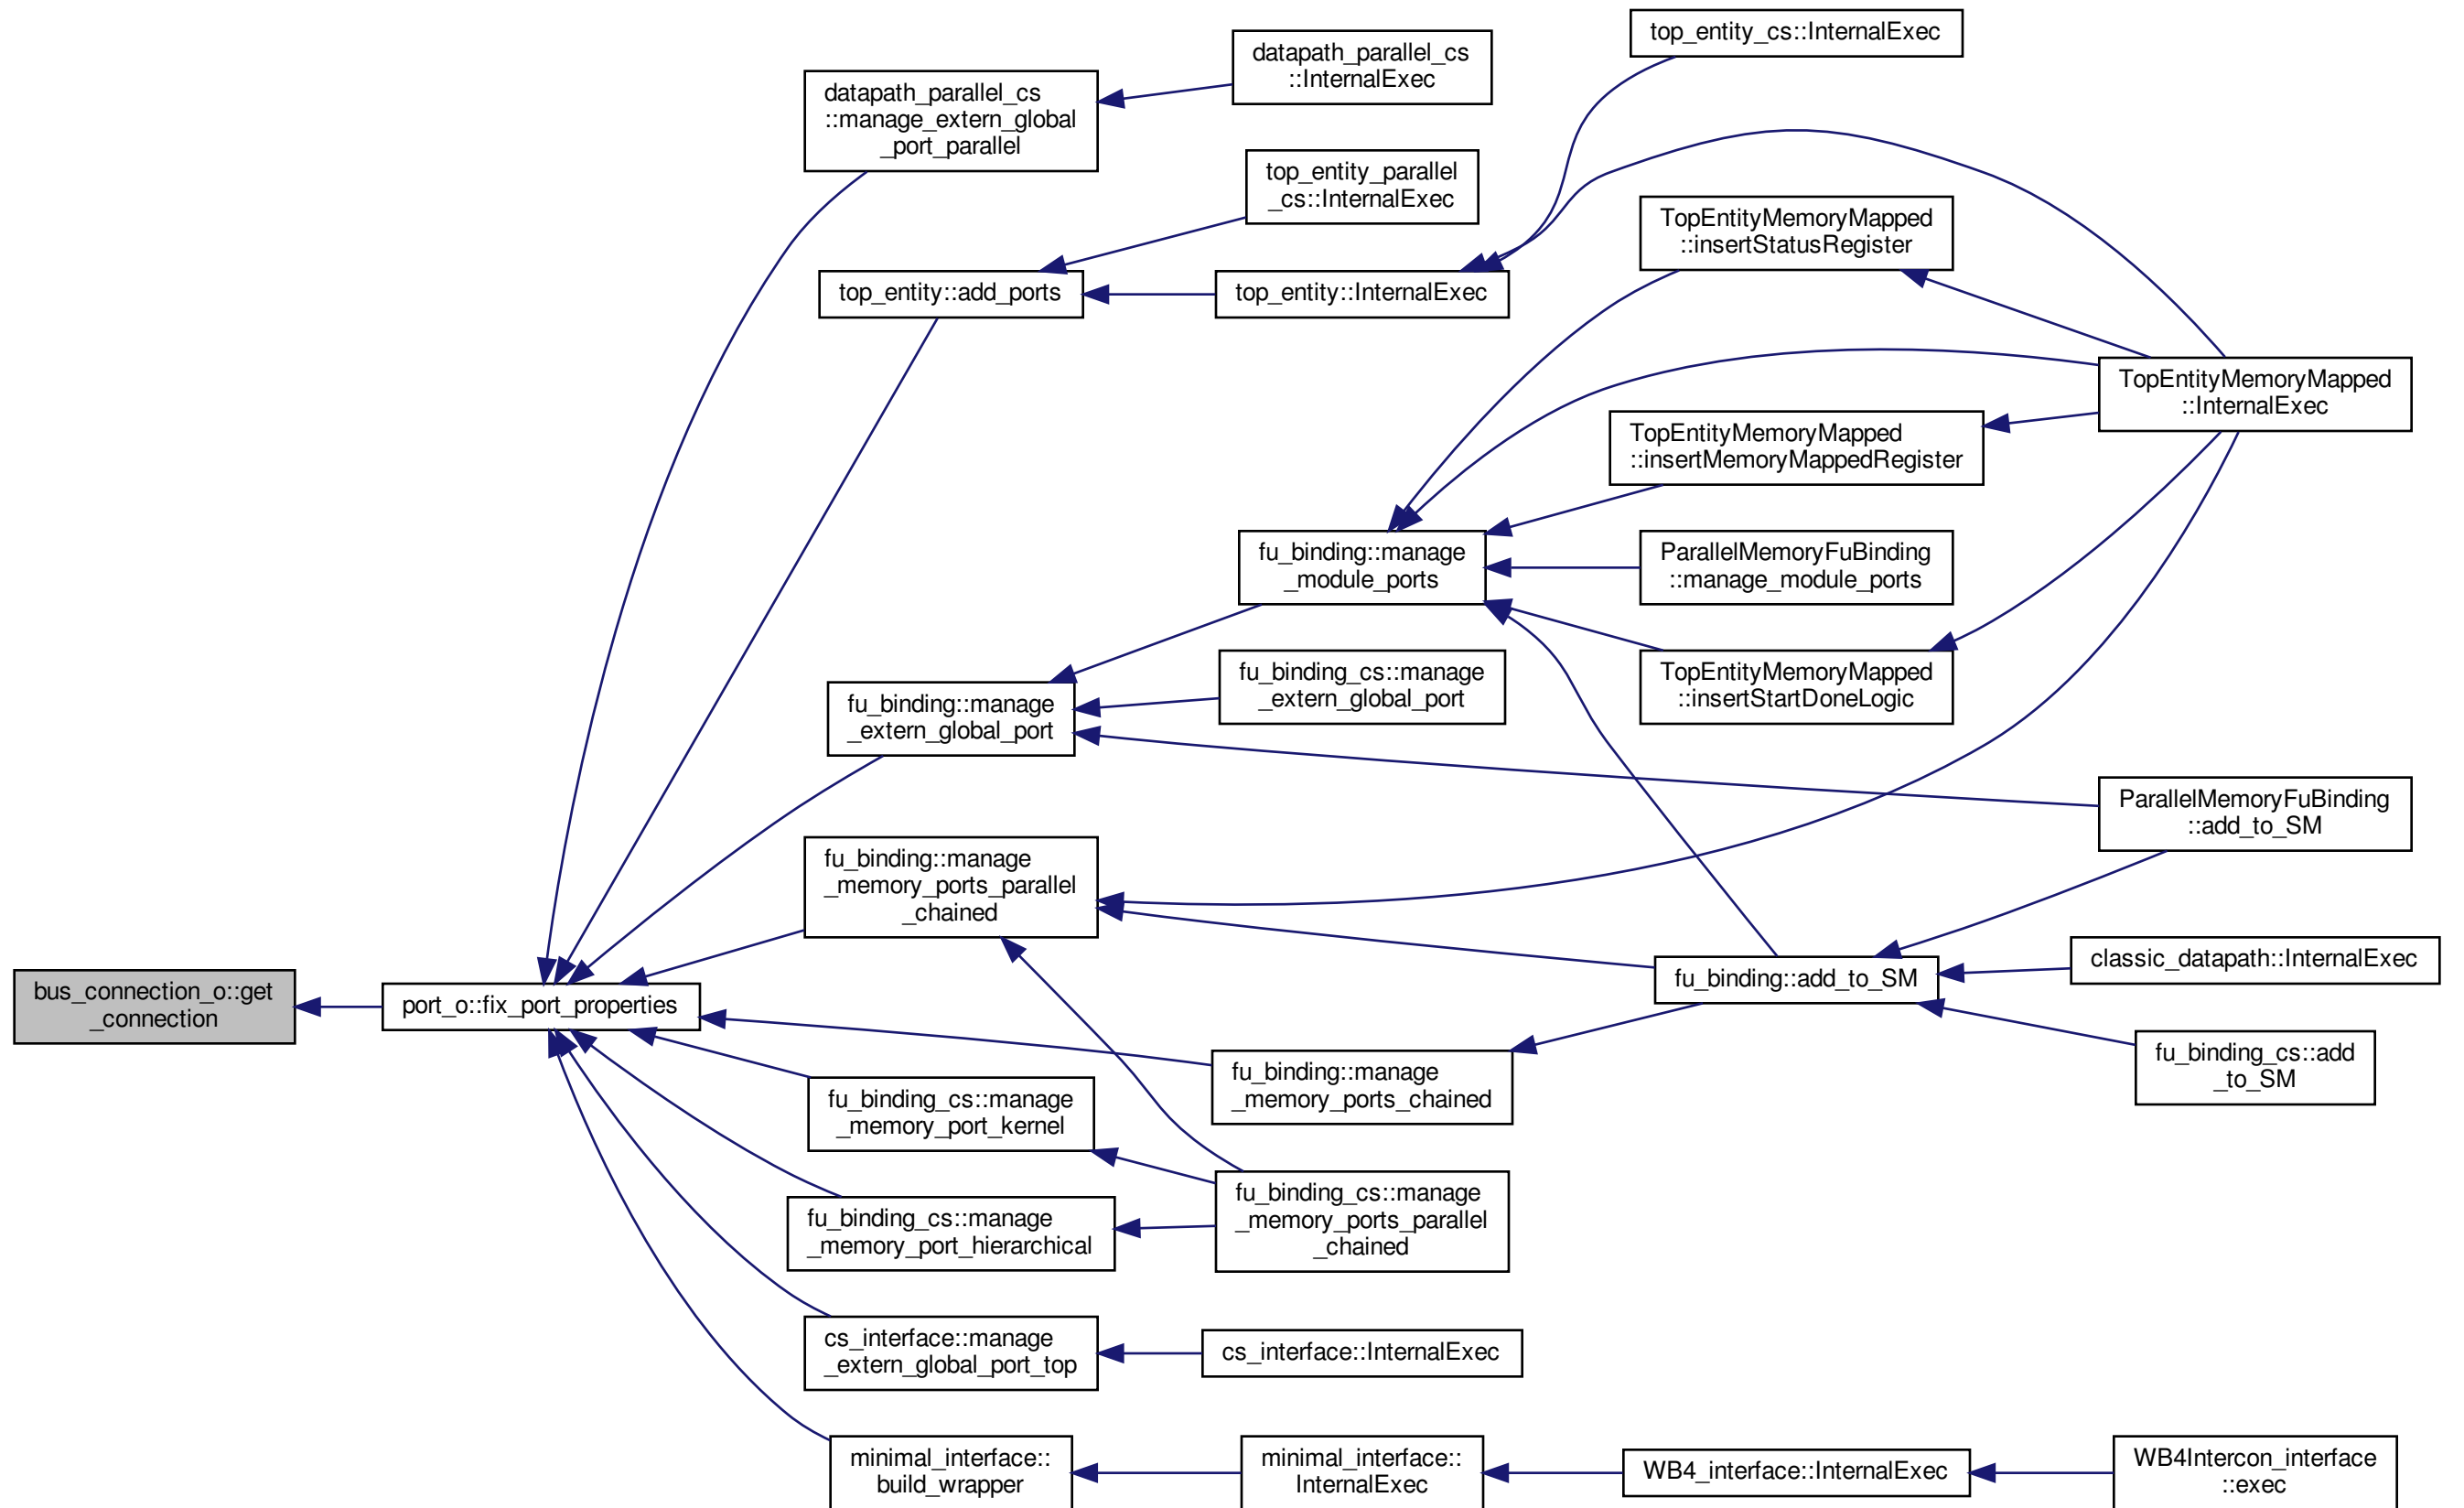 top_entity_cs::InternalExec
datapath_parallel_cs
::InternalExec
datapath_parallel_cs
::manage_extern_global
_port_parallel
top_entity_parallel
_cs::InternalExec
TopEntityMemoryMapped
::insertStatusRegister
top_entity::add_ports
top_entity::InternalExec
TopEntityMemoryMapped
::InternalExec
TopEntityMemoryMapped
::insertMemoryMappedRegister
fu_binding::manage
_module_ports
ParallelMemoryFuBinding
::manage_module_ports
fu_binding_cs::manage
_extern_global_port
TopEntityMemoryMapped
::insertStartDoneLogic
fu_binding::manage
_extern_global_port
ParallelMemoryFuBinding
::add_to_SM
fu_binding::manage
_memory_ports_parallel
_chained
classic_datapath::InternalExec
fu_binding::add_to_SM
bus_connection_o::get
_connection
port_o::fix_port_properties
fu_binding_cs::add
_to_SM
fu_binding::manage
_memory_ports_chained
fu_binding_cs::manage
_memory_port_kernel
fu_binding_cs::manage
_memory_ports_parallel
_chained
fu_binding_cs::manage
_memory_port_hierarchical
cs_interface::manage
_extern_global_port_top
cs_interface::InternalExec
minimal_interface::
build_wrapper
minimal_interface::
InternalExec
WB4_interface::InternalExec
WB4Intercon_interface
::exec